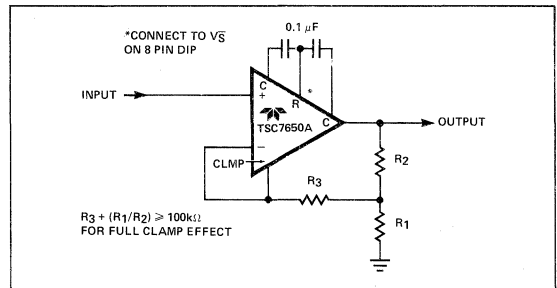 *CONNECT TO VS̅
ON 8 PIN DIP
0.1 µF
C
R
*
INPUT
+
TSC7650A
C
OUTPUT
−
CLMP
R2
R3
R1
R3 + (R1/R2) ⩾ 100kΩ
FOR FULL CLAMP EFFECT